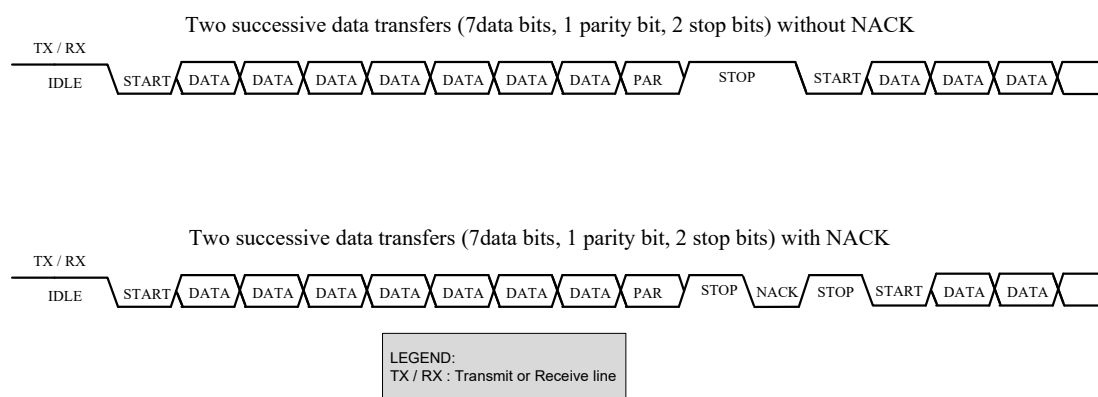 Two successive data transfers (7data bits, 1 parity bit, 2 stop bits) without NACK
TX / RX
IDLE START DATA DATA DATA DATA DATA DATA DATA PAR STOP START DATA DATA DATA
Two successive data transfers (7data bits, 1 parity bit, 2 stop bits) with NACK
TX / RX
IDLE START DATA DATA DATA DATA DATA DATA DATA PAR STOP NACK STOP START DATA DATA
LEGEND:
TX / RX : Transmit or Receive line